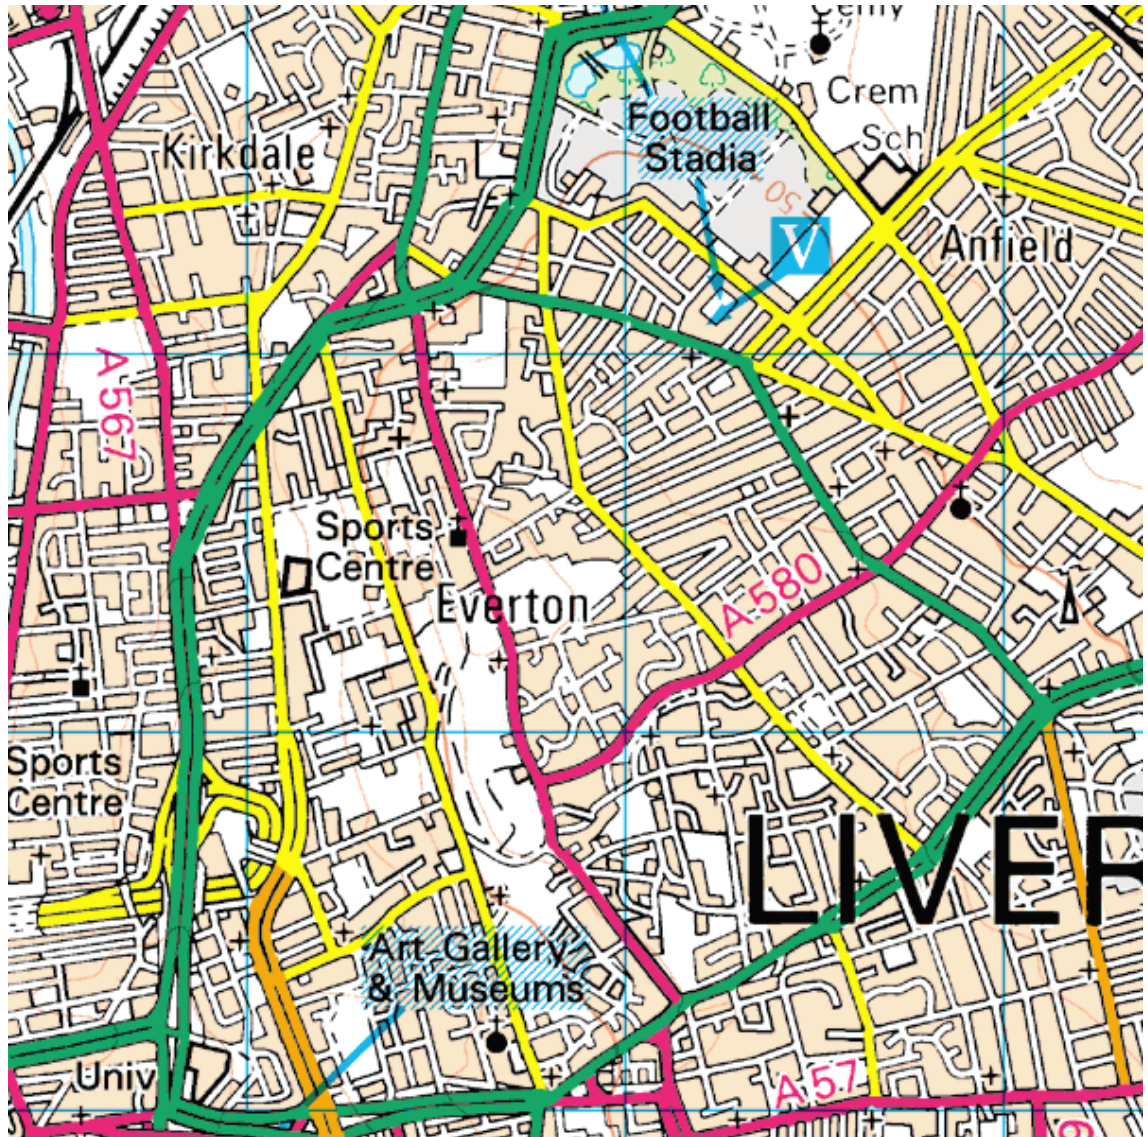 Crem
Football
Stadia
Sch
Kirkdale
50
V
Anfield
A 567
Sports
Centre
Everton
A 580
Sports
Centre
LIVER
Art Gallery
& Museums
Univ
A 57